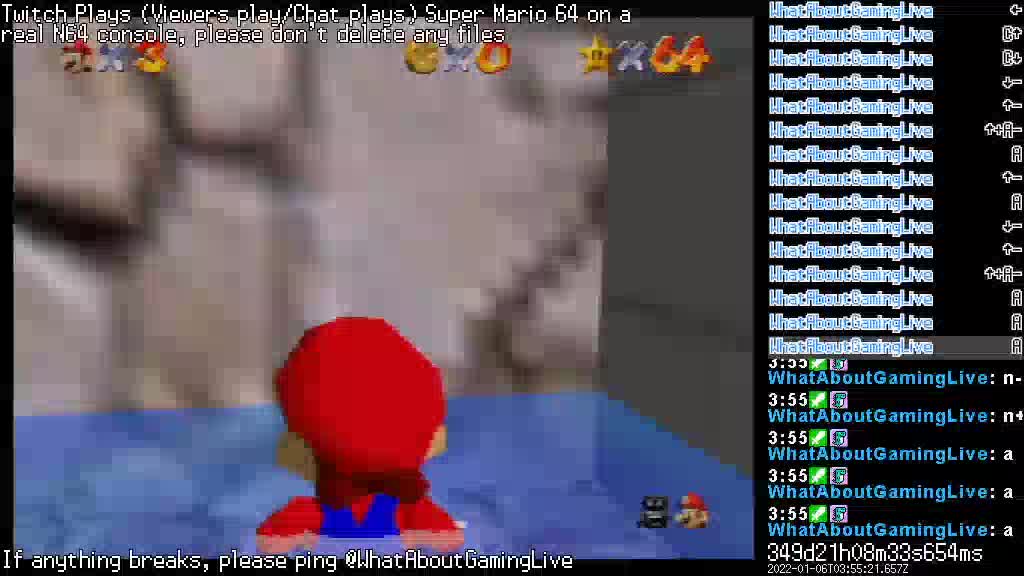 Twitch Plays (Viewers play/Chat plays) Super Mario 64 on a
real N64 console, please don't delete any files
×3 ×0 ×64
WhatAboutGamingLive ←
WhatAboutGamingLive C↑
WhatAboutGamingLive C↓
WhatAboutGamingLive ↓-
WhatAboutGamingLive ↑-
WhatAboutGamingLive ↑+A-
WhatAboutGamingLive A
WhatAboutGamingLive ↑-
WhatAboutGamingLive A
WhatAboutGamingLive ↓-
WhatAboutGamingLive ↑-
WhatAboutGamingLive ↑+A-
WhatAboutGamingLive A
WhatAboutGamingLive A
WhatAboutGamingLive A
3:55
WhatAboutGamingLive: n-
3:55
WhatAboutGamingLive: n+
3:55
WhatAboutGamingLive: a
3:55
WhatAboutGamingLive: a
3:55
WhatAboutGamingLive: a
If anything breaks, please ping @WhatAboutGamingLive
349d21h08m33s654ms
2022-01-06T03:55:21.657Z